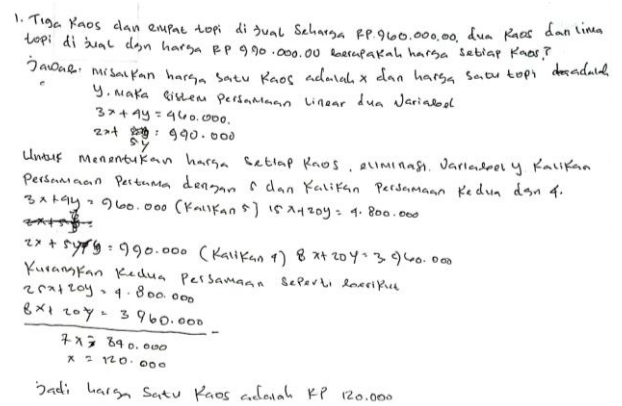 1. Tiga kaos dan empat topi di jual seharga RP.960.000,00, dua kaos dan lima
topi di jual dgn harga RP 990.000.00 berapakah harga setiap kaos?
Jawab: misalkan harga satu kaos adalah x dan harga satu topi adalah
y. maka sistem persamaan linear dua variabel
3x + 4y = 960.000.
2x + 5y = 990.000
Untuk menentukan harga setiap kaos, eliminasi variabel y kalikan
persamaan pertama dengan 5 dan kalikan persamaan kedua dgn 4.
3x + 4y = 960.000 (kalikan 5) 15x + 20y = 4.800.000
2x + 5y = 990.000 (kalikan 4) 8x + 20y = 3.960.000
Kurangkan kedua persamaan seperti berikut
25x + 20y = 4.800.000
8x + 20y = 3960.000 -
7x = 840.000
x = 120.000
Jadi harga satu kaos adalah RP 120.000